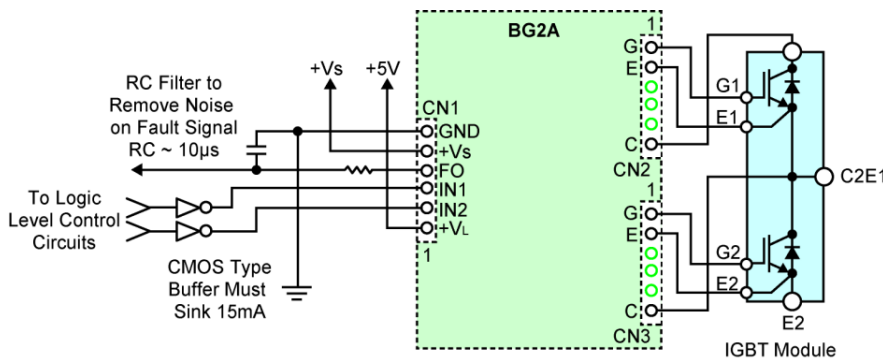 BG2A
1
G
E
C
CN2
1
G
E
C
CN3
+Vs
+5V
RC Filter to
Remove Noise
on Fault Signal
RC ~ 10μs
CN1
GND
+Vs
FO
IN1
IN2
+VL
1
To Logic
Level Control
Circuits
CMOS Type
Buffer Must
Sink 15mA
G1
E1
C2E1
G2
E2
E2
IGBT Module